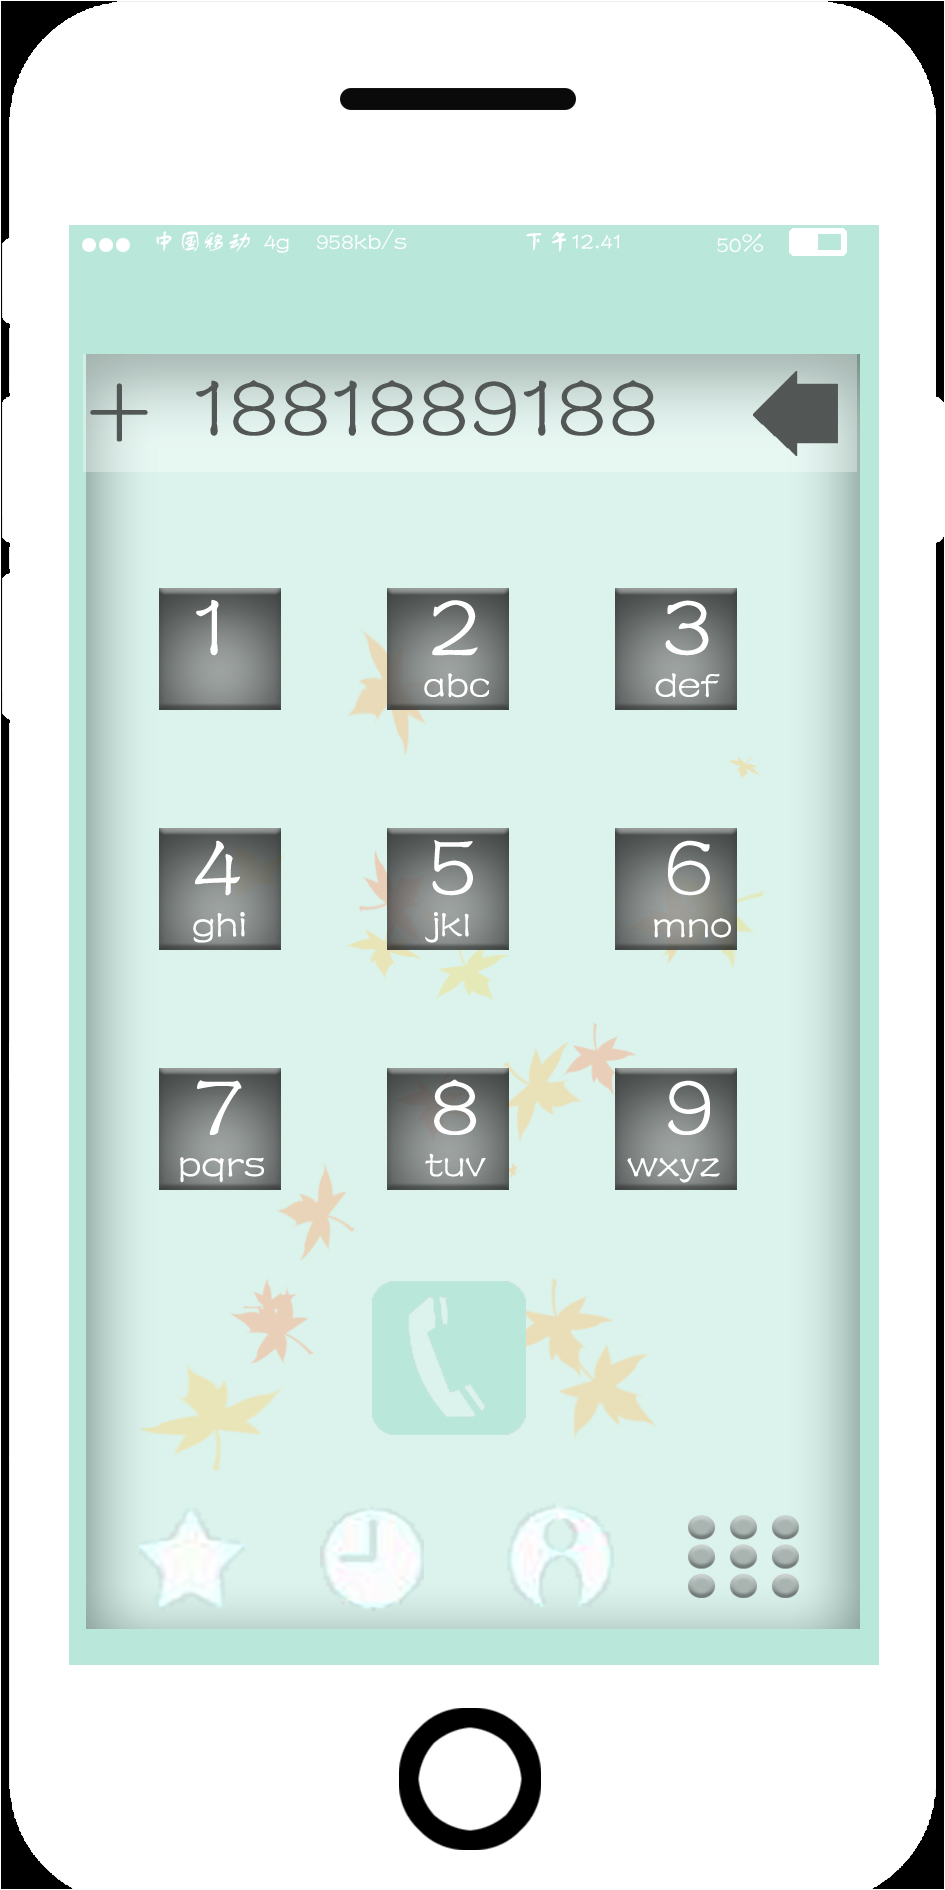 中国移动 4g 958kb/s 下午12.41 50%
+ 1881889188
1 2 3
abc def
4 5 6
ghi jkl mno
7 8 9
pqrs tuv wxyz